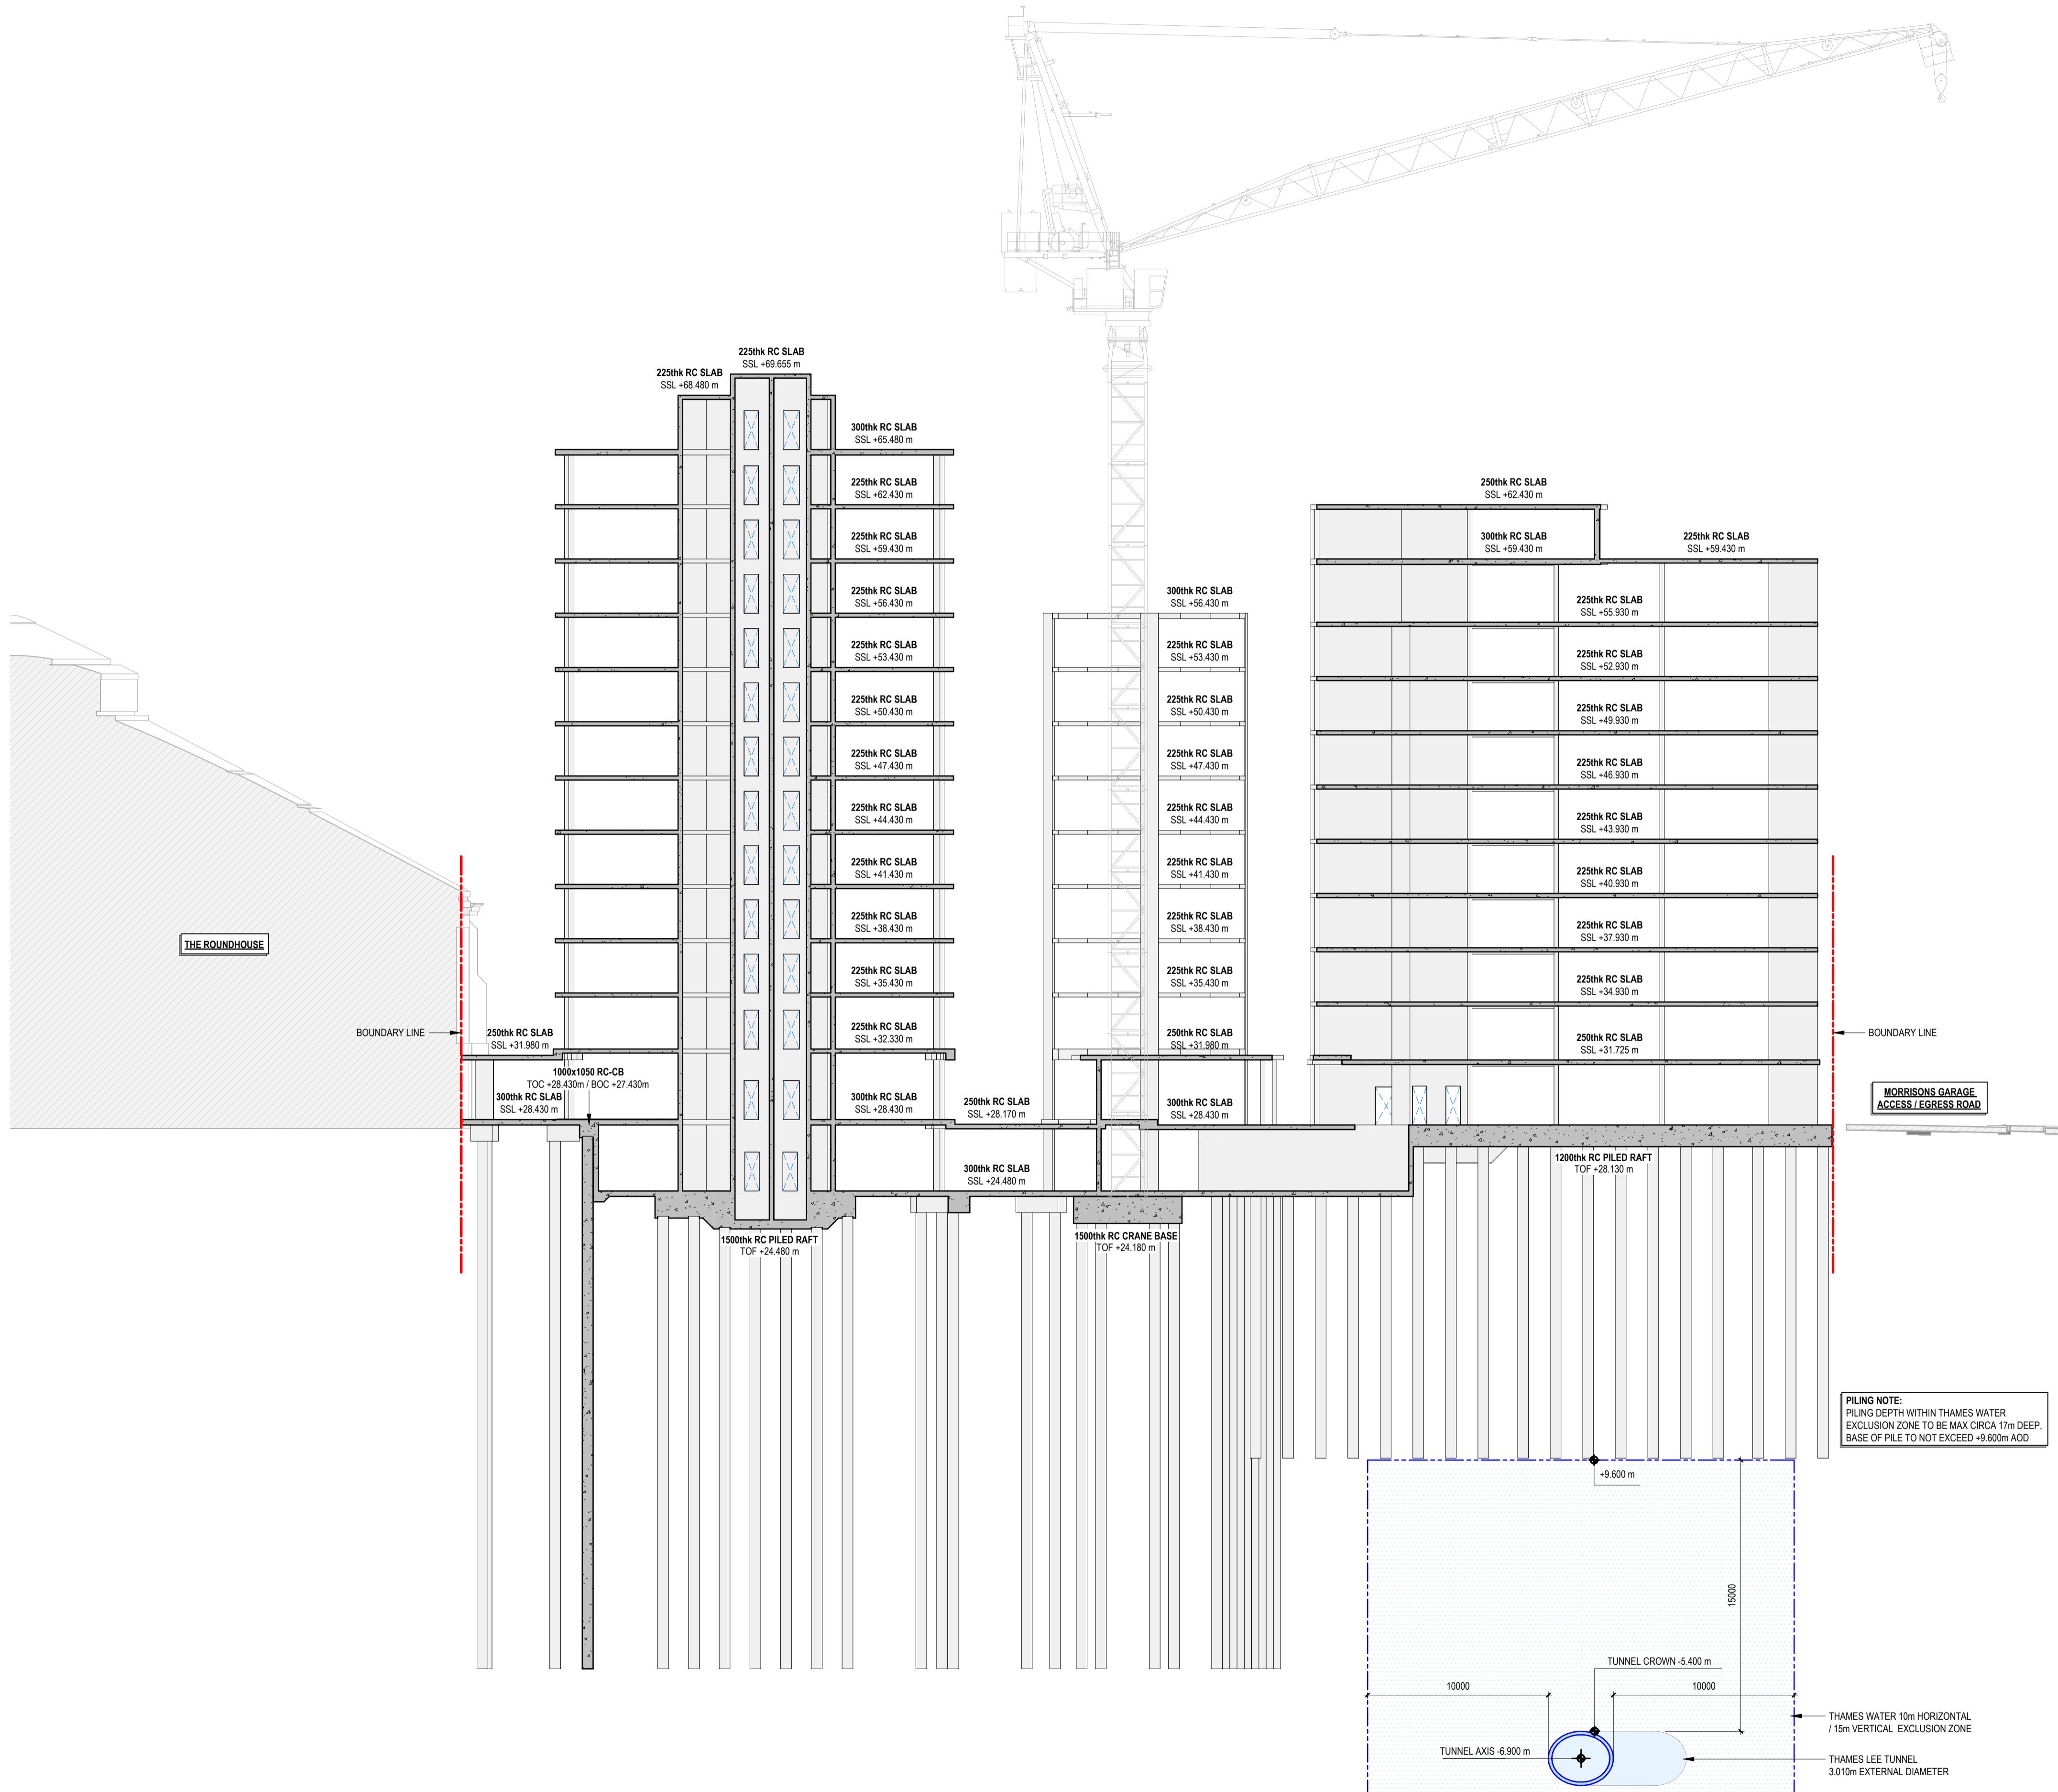 225thk RC SLAB
SSL +69.655 m
225thk RC SLAB
SSL +68.480 m
300thk RC SLAB
SSL +65.480 m
225thk RC SLAB
SSL +62.430 m
225thk RC SLAB
SSL +59.430 m
225thk RC SLAB
SSL +56.430 m
225thk RC SLAB
SSL +53.430 m
225thk RC SLAB
SSL +50.430 m
225thk RC SLAB
SSL +47.430 m
225thk RC SLAB
SSL +44.430 m
225thk RC SLAB
SSL +41.430 m
225thk RC SLAB
SSL +38.430 m
225thk RC SLAB
SSL +35.430 m
225thk RC SLAB
SSL +32.330 m
300thk RC SLAB
SSL +28.430 m
THE ROUNDHOUSE
BOUNDARY LINE
250thk RC SLAB
SSL +31.980 m
1000x1050 RC-CB
TOC +28.430m / BOC +27.430m
300thk RC SLAB
SSL +28.430 m
250thk RC SLAB
SSL +28.170 m
300thk RC SLAB
SSL +24.480 m
1500thk RC PILED RAFT
TOF +24.480 m
300thk RC SLAB
SSL +56.430 m
225thk RC SLAB
SSL +53.430 m
225thk RC SLAB
SSL +50.430 m
225thk RC SLAB
SSL +47.430 m
225thk RC SLAB
SSL +44.430 m
225thk RC SLAB
SSL +41.430 m
225thk RC SLAB
SSL +38.430 m
225thk RC SLAB
SSL +35.430 m
250thk RC SLAB
SSL +31.980 m
300thk RC SLAB
SSL +28.430 m
1500thk RC CRANE BASE
TOF +24.180 m
250thk RC SLAB
SSL +62.430 m
300thk RC SLAB
SSL +59.430 m
225thk RC SLAB
SSL +59.430 m
225thk RC SLAB
SSL +55.930 m
225thk RC SLAB
SSL +52.930 m
225thk RC SLAB
SSL +49.930 m
225thk RC SLAB
SSL +46.930 m
225thk RC SLAB
SSL +43.930 m
225thk RC SLAB
SSL +40.930 m
225thk RC SLAB
SSL +37.930 m
225thk RC SLAB
SSL +34.930 m
250thk RC SLAB
SSL +31.725 m
BOUNDARY LINE
MORRISONS GARAGE
ACCESS / EGRESS ROAD
1200thk RC PILED RAFT
TOF +28.130 m
PILING NOTE:
PILING DEPTH WITHIN THAMES WATER
EXCLUSION ZONE TO BE MAX CIRCA 17m DEEP,
BASE OF PILE TO NOT EXCEED +9.600m AOD
+9.600 m
15000
TUNNEL CROWN -5.400 m
10000
10000
THAMES WATER 10m HORIZONTAL
/ 15m VERTICAL EXCLUSION ZONE
TUNNEL AXIS -6.900 m
THAMES LEE TUNNEL
3.010m EXTERNAL DIAMETER